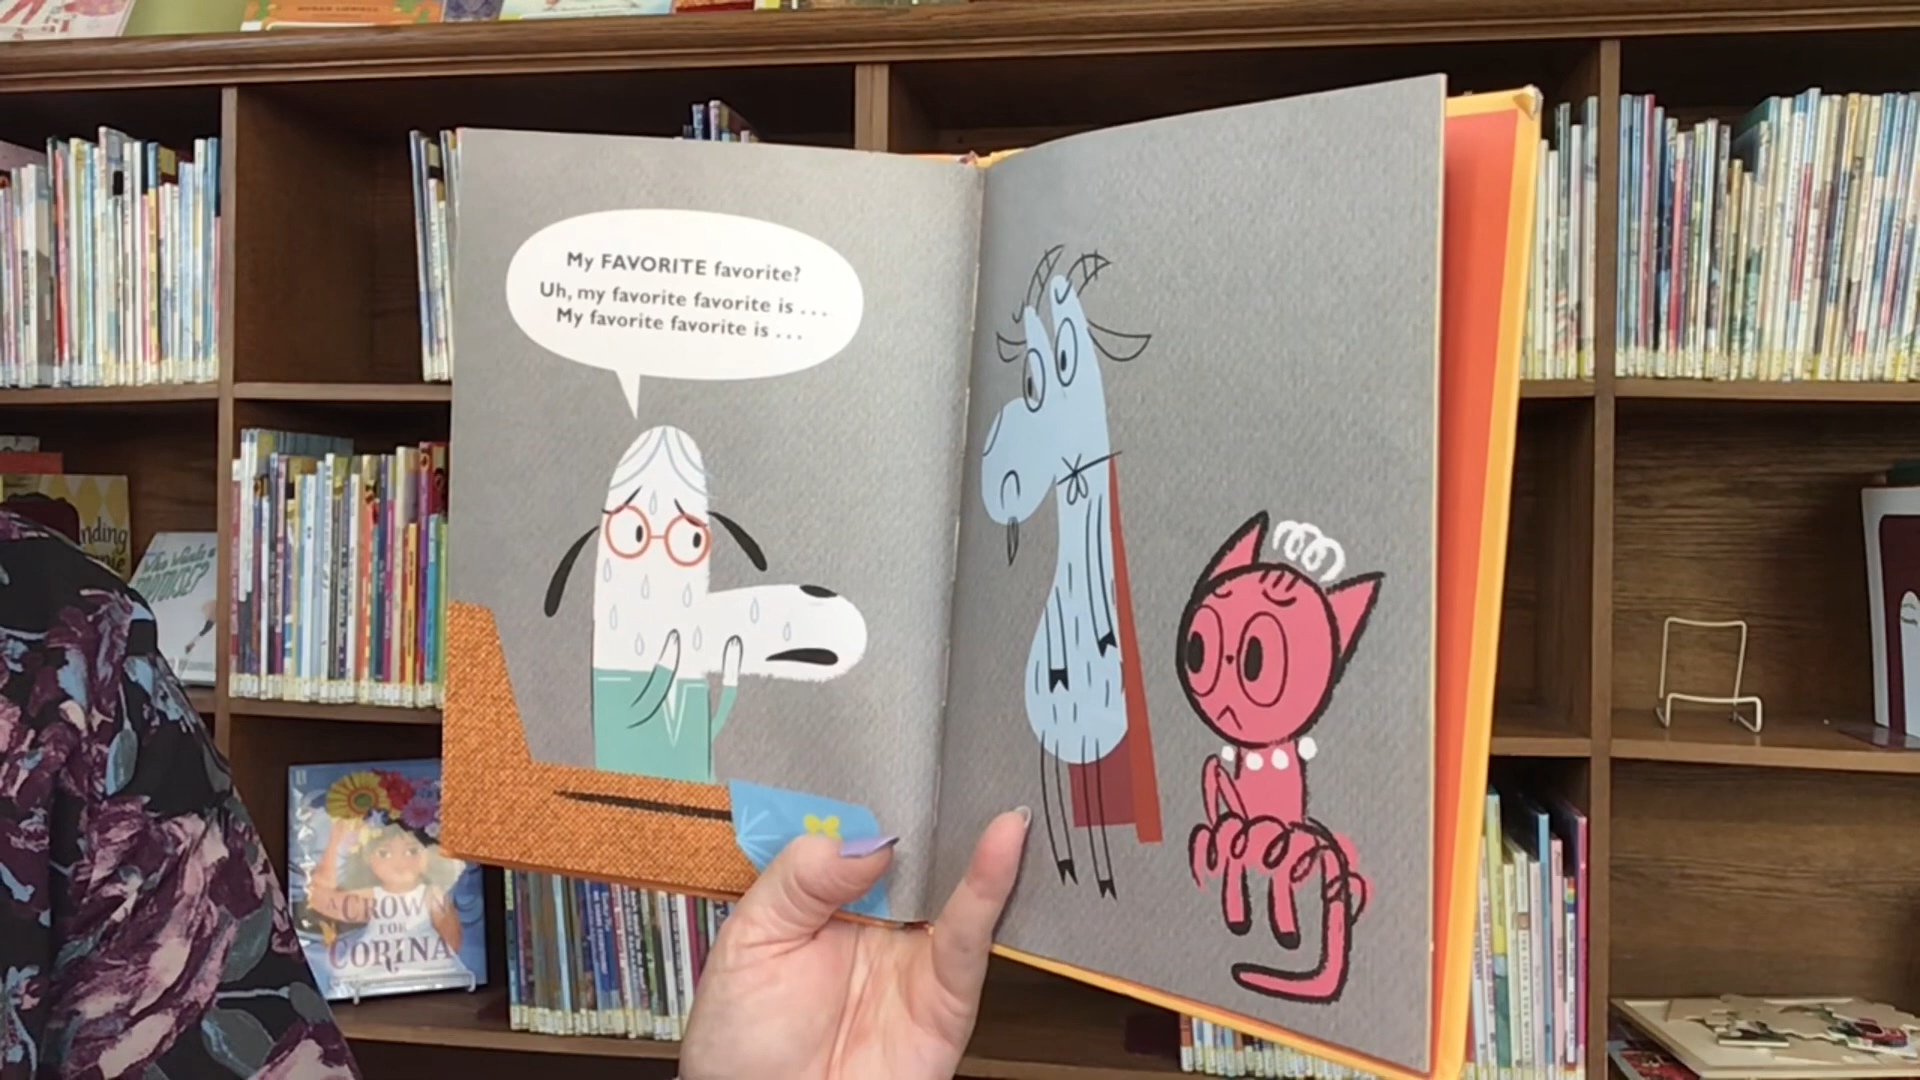 My FAVORITE favorite?
Uh, my favorite favorite is . . .
My favorite favorite is . . .
A CROWN
FOR
CORINA